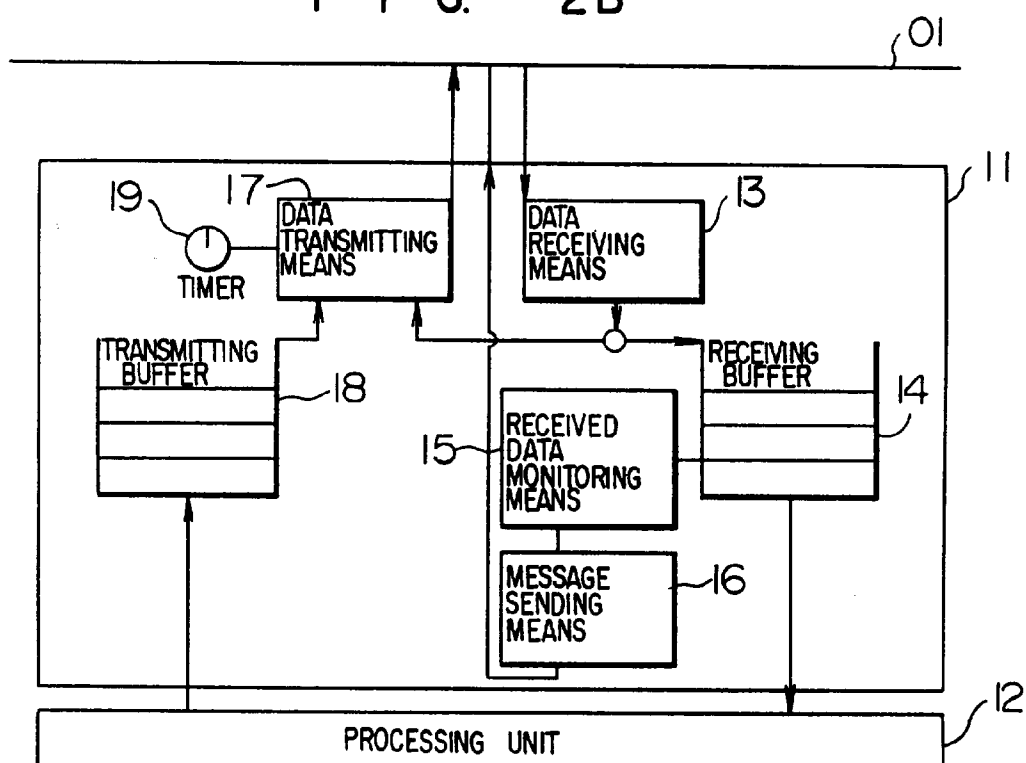 F I G. 2B
01
11
19
17
13
DATA
TRANSMITTING
MEANS
DATA
RECEIVING
MEANS
TIMER
TRANSMITTING
BUFFER
RECEIVING
BUFFER
18
14
15
RECEIVED
DATA
MONITORING
MEANS
MESSAGE
SENDING
MEANS
16
12
PROCESSING UNIT